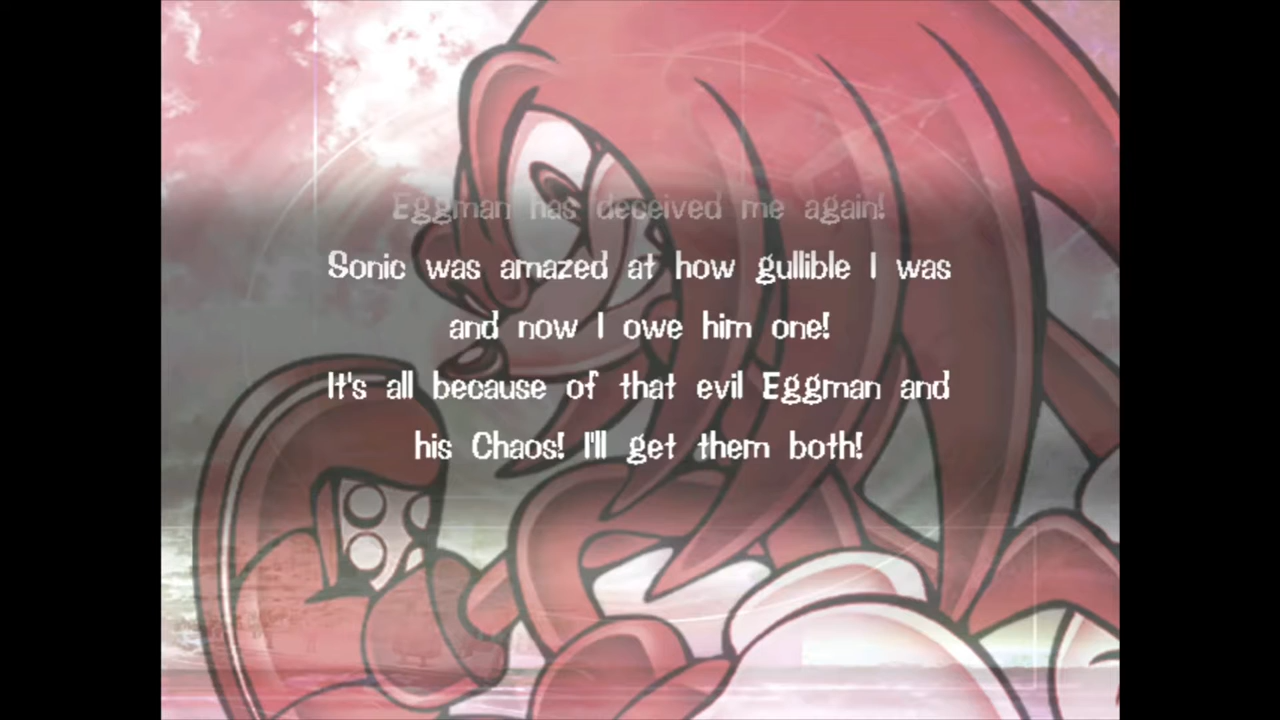 Eggman has deceived me again!
Sonic was amazed at how gullible I was
and now I owe him one!
It's all because of that evil Eggman and
his Chaos! I'll get them both!